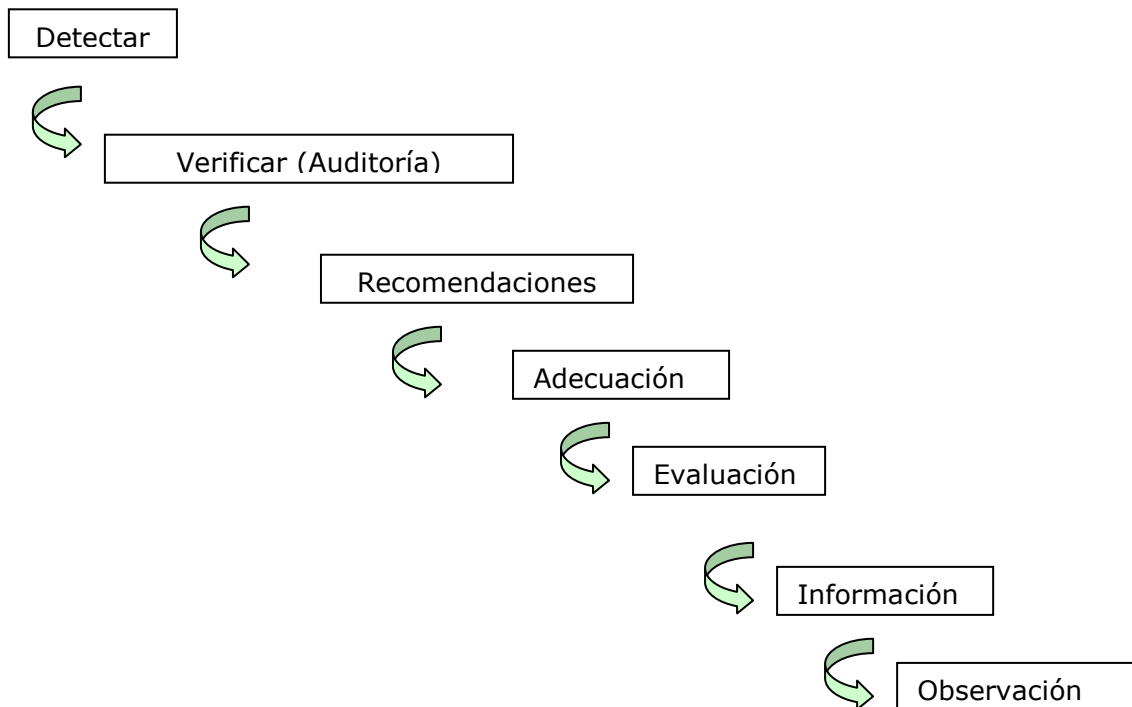 Detectar
Verificar (Auditoría)
Recomendaciones
Adecuación
Evaluación
Información
Observación